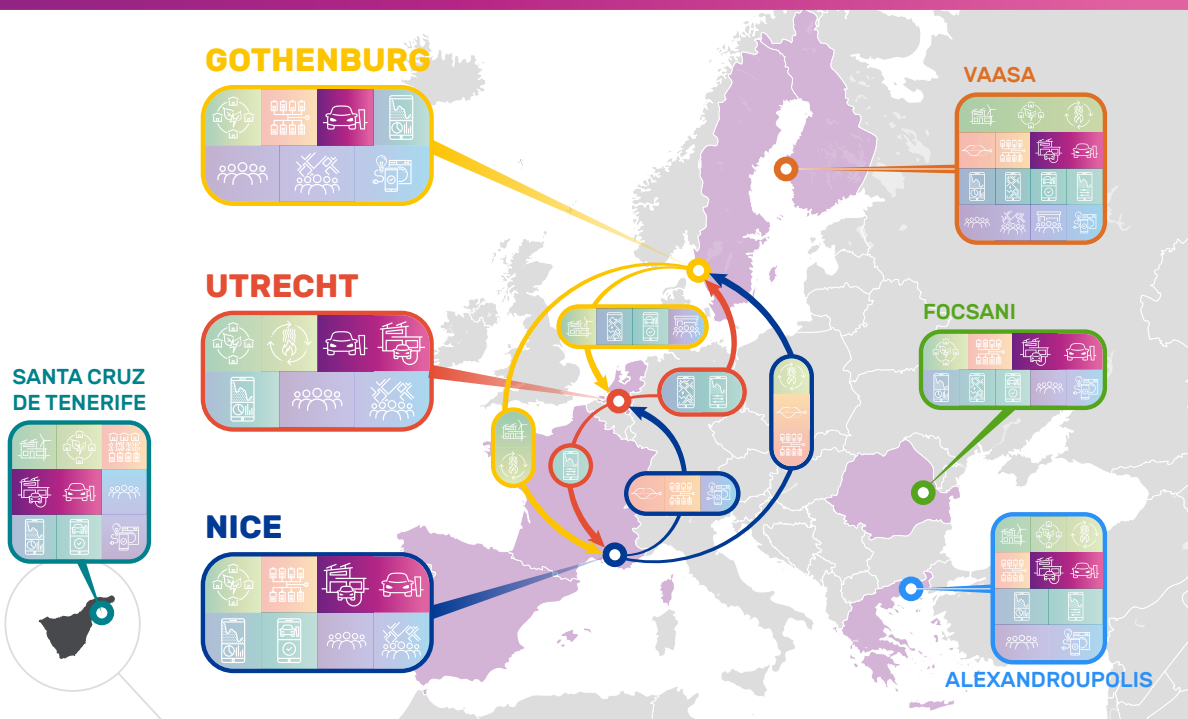 GOTHENBURG
VAASA
UTRECHT
FOCSANI
SANTA CRUZ
DE TENERIFE
NICE
ALEXANDROUPOLIS